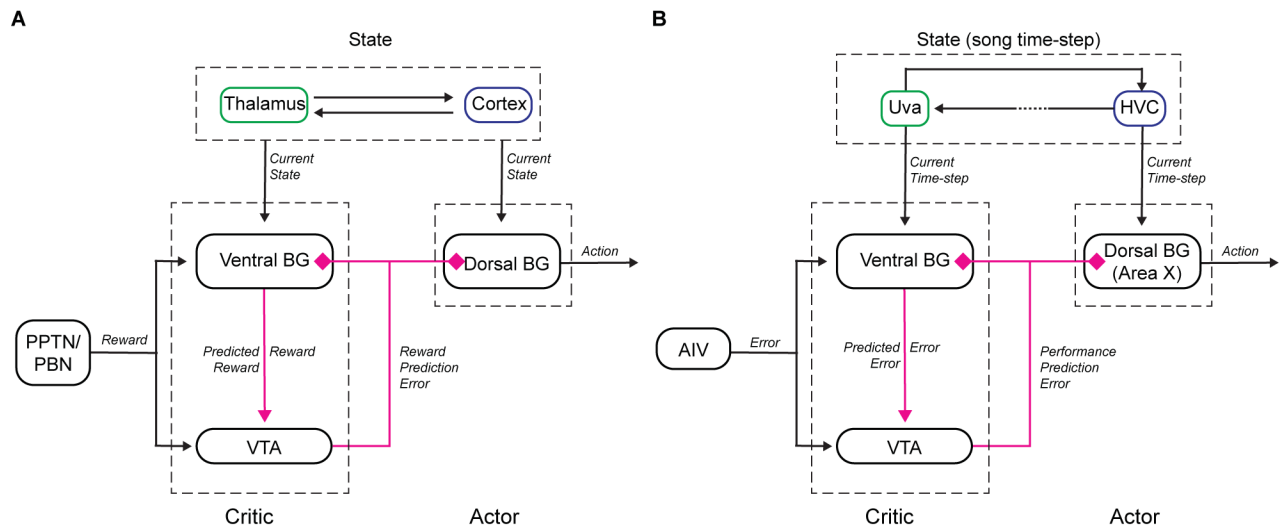 A
State
Thalamus
Cortex
Current
State
Current
State
Ventral BG
Dorsal BG
Action
PPTN/
PBN
Reward
Predicted
Reward
Reward
Reward
Prediction
Error
VTA
Critic
Actor
B
State (song time-step)
Uva
HVC
Current
Time-step
Current
Time-step
Ventral BG
Dorsal BG
(Area X)
Action
AIV
Error
Predicted
Error
Error
Performance
Prediction
Error
VTA
Critic
Actor